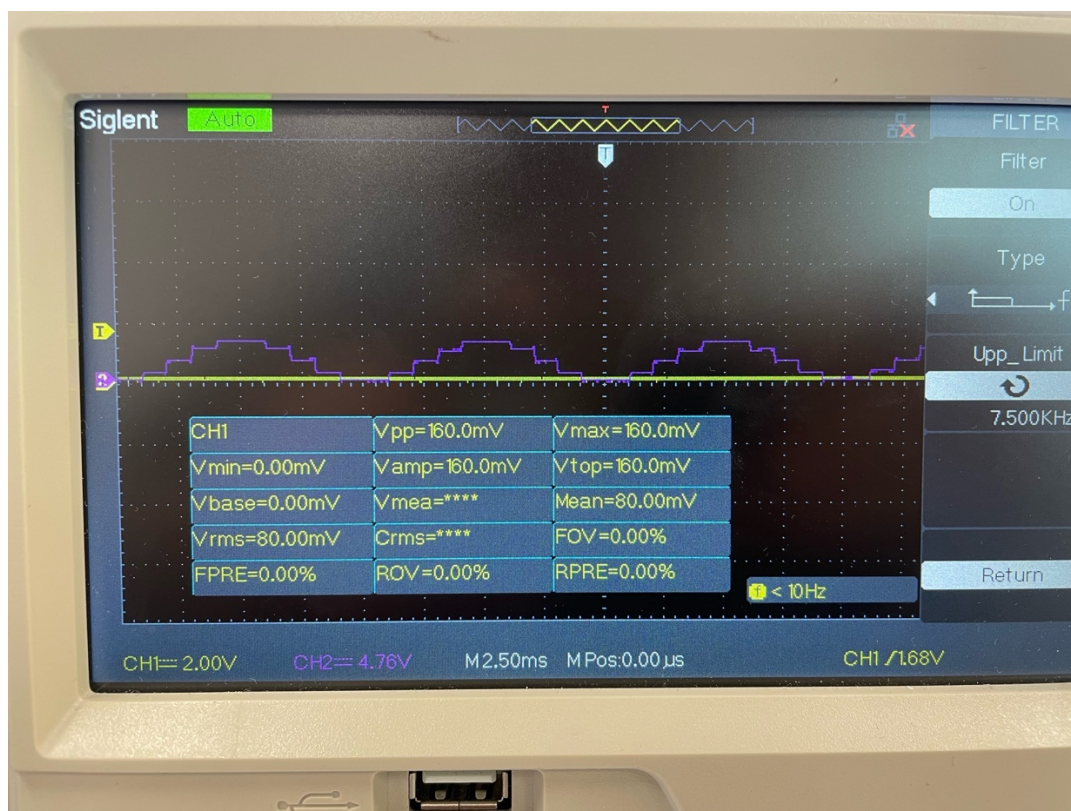 Siglent Auto FILTER
T
T
Filter
On
Type
f
T
Upp_Limit
2
7.500KHz
CH1 Vpp=160.0mV Vmax=160.0mV
Vmin=0.00mV Vamp=160.0mV Vtop=160.0mV
Vbase=0.00mV Vmea=**** Mean=80.00mV
Vrms=80.00mV Crms=**** FOV=0.00%
FPRE=0.00% ROV=0.00% RPRE=0.00%
Return
T < 10Hz
CH1 2.00V CH2 4.76V M 2.50ms M Pos:0.00µs CH1 /1.68V